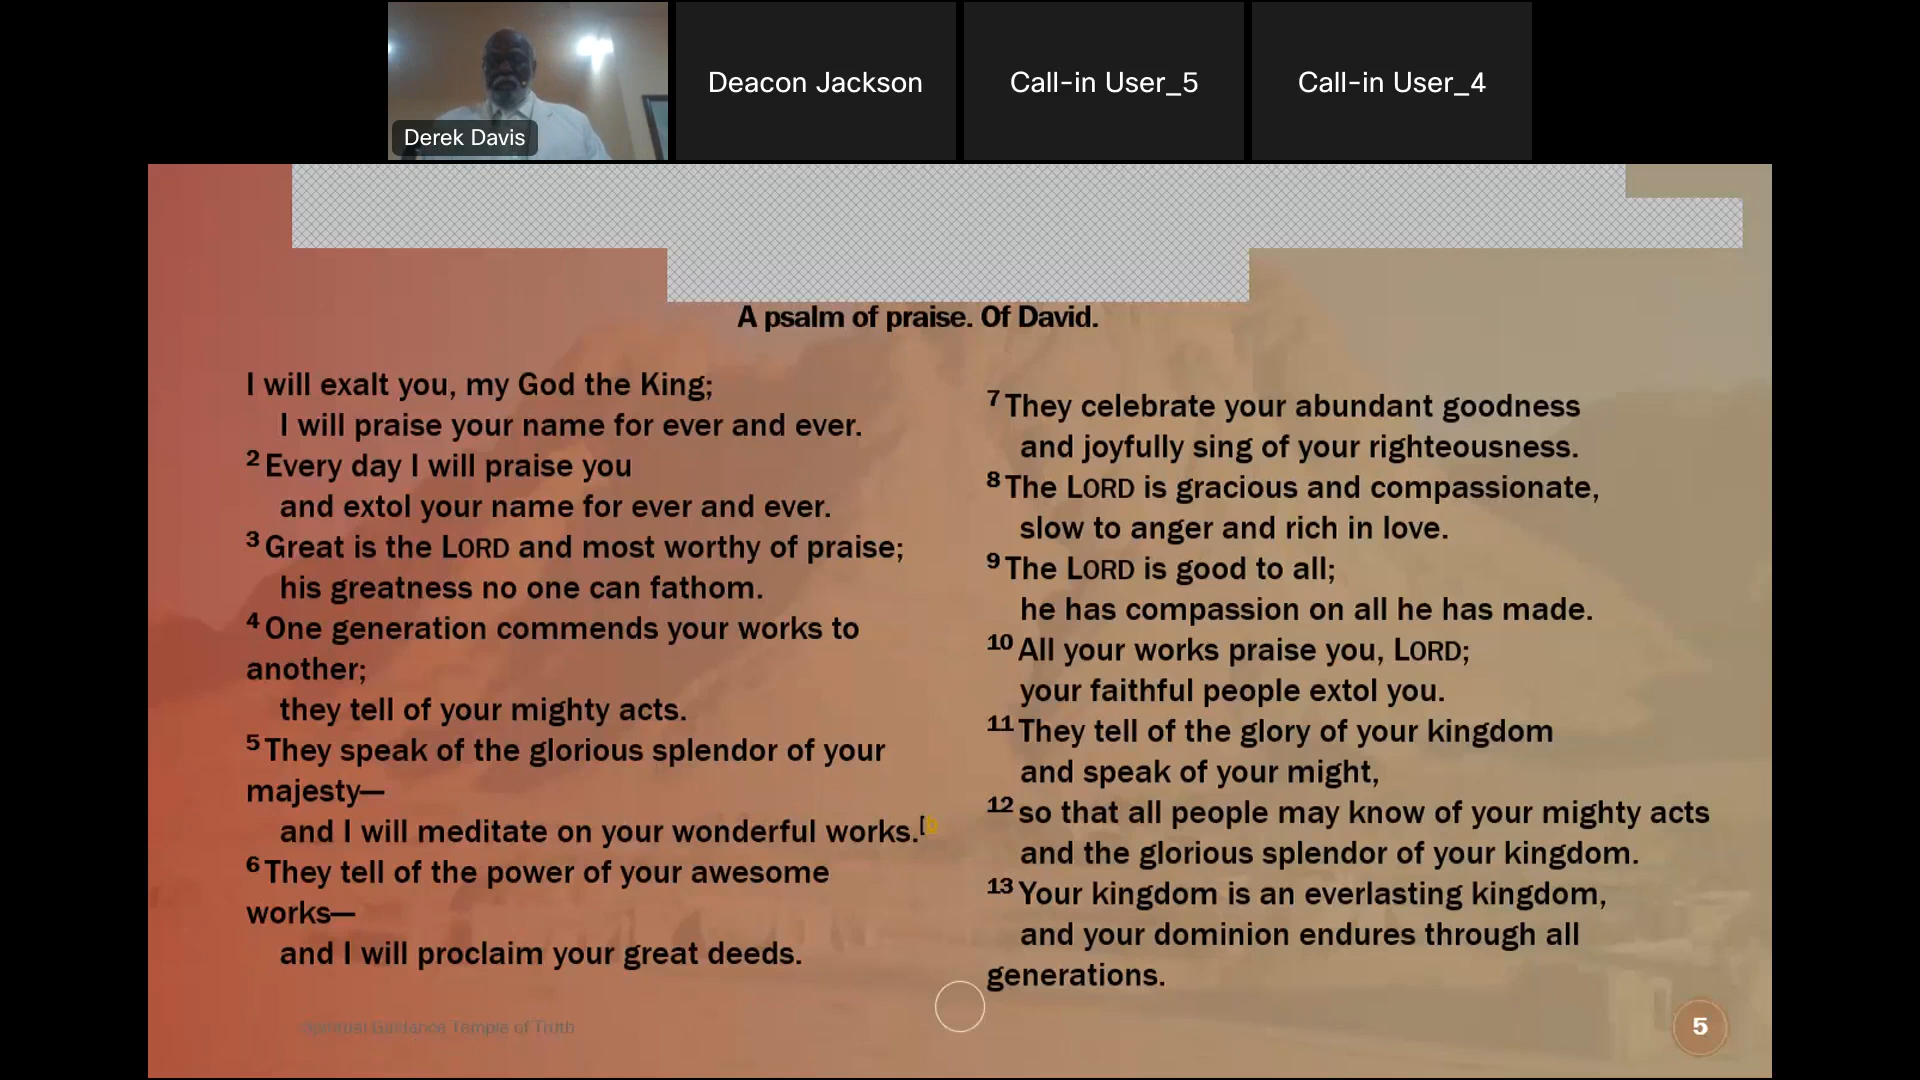 Derek Davis
Deacon Jackson
Call-in User_5
Call-in User_4
A psalm of praise. Of David.
I will exalt you, my God the King;
I will praise your name for ever and ever.
2 Every day I will praise you
and extol your name for ever and ever.
3 Great is the LORD and most worthy of praise;
his greatness no one can fathom.
4 One generation commends your works to
another;
they tell of your mighty acts.
5 They speak of the glorious splendor of your
majesty—
and I will meditate on your wonderful works.[b
6 They tell of the power of your awesome
works—
and I will proclaim your great deeds.
7 They celebrate your abundant goodness
and joyfully sing of your righteousness.
8 The LORD is gracious and compassionate,
slow to anger and rich in love.
9 The LORD is good to all;
he has compassion on all he has made.
10 All your works praise you, LORD;
your faithful people extol you.
11 They tell of the glory of your kingdom
and speak of your might,
12 so that all people may know of your mighty acts
and the glorious splendor of your kingdom.
13 Your kingdom is an everlasting kingdom,
and your dominion endures through all
generations.
Spiritual Guidance Temple of Truth
5